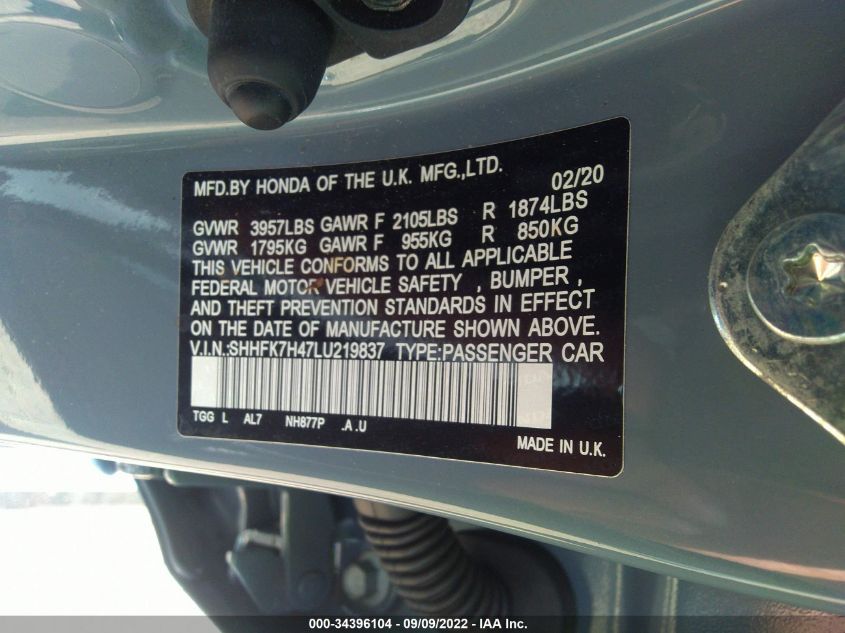 MFD.BY HONDA OF THE U.K. MFG.,LTD. 02/20
GVWR 3957LBS GAWR F 2105LBS R 1874LBS
GVWR 1795KG GAWR F 955KG R 850KG
THIS VEHICLE CONFORMS TO ALL APPLICABLE
FEDERAL MOTOR VEHICLE SAFETY , BUMPER ,
AND THEFT PREVENTION STANDARDS IN EFFECT
ON THE DATE OF MANUFACTURE SHOWN ABOVE.
V.I.N.:SHHFK7H47LU219837 TYPE:PASSENGER CAR
TGG L AL7 NH877P .A .U
MADE IN U.K.
000-34396104 - 09/09/2022 - IAA Inc.